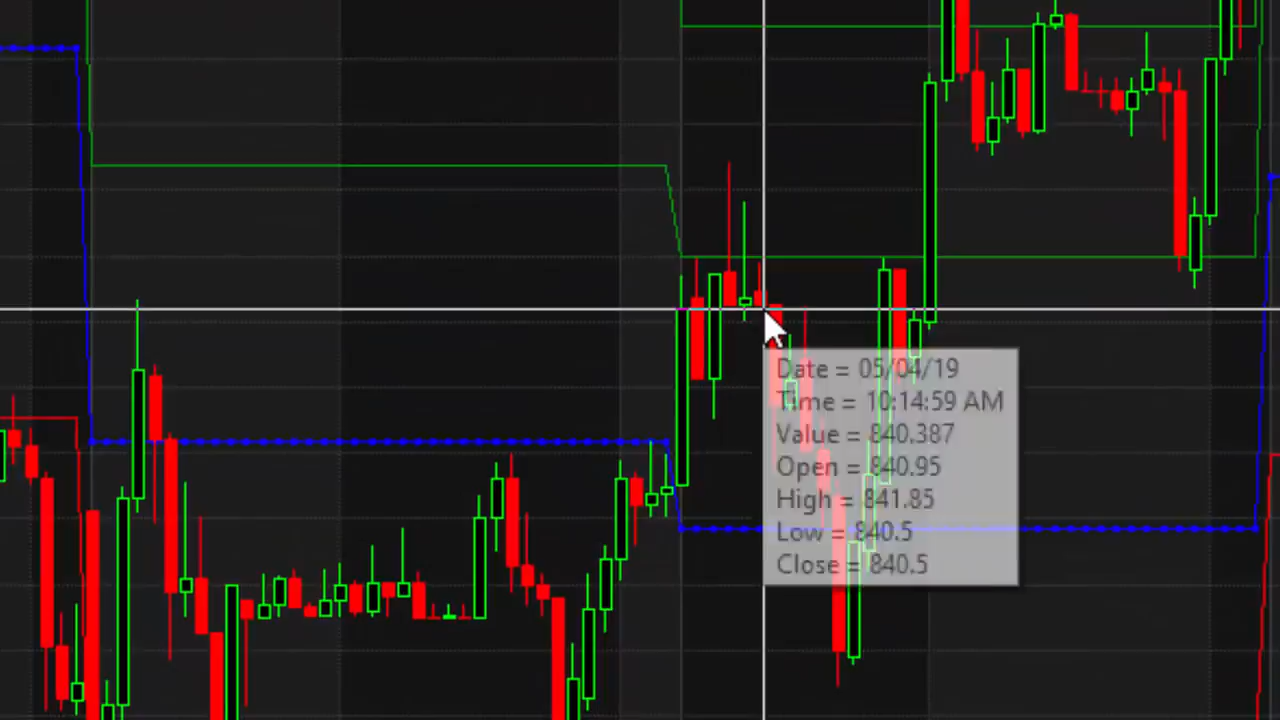 Date = 05/04/19
Time = 10:14:59 AM
Value = 840.387
Open = 840.95
High = 841.85
Low = 840.5
Close = 840.5